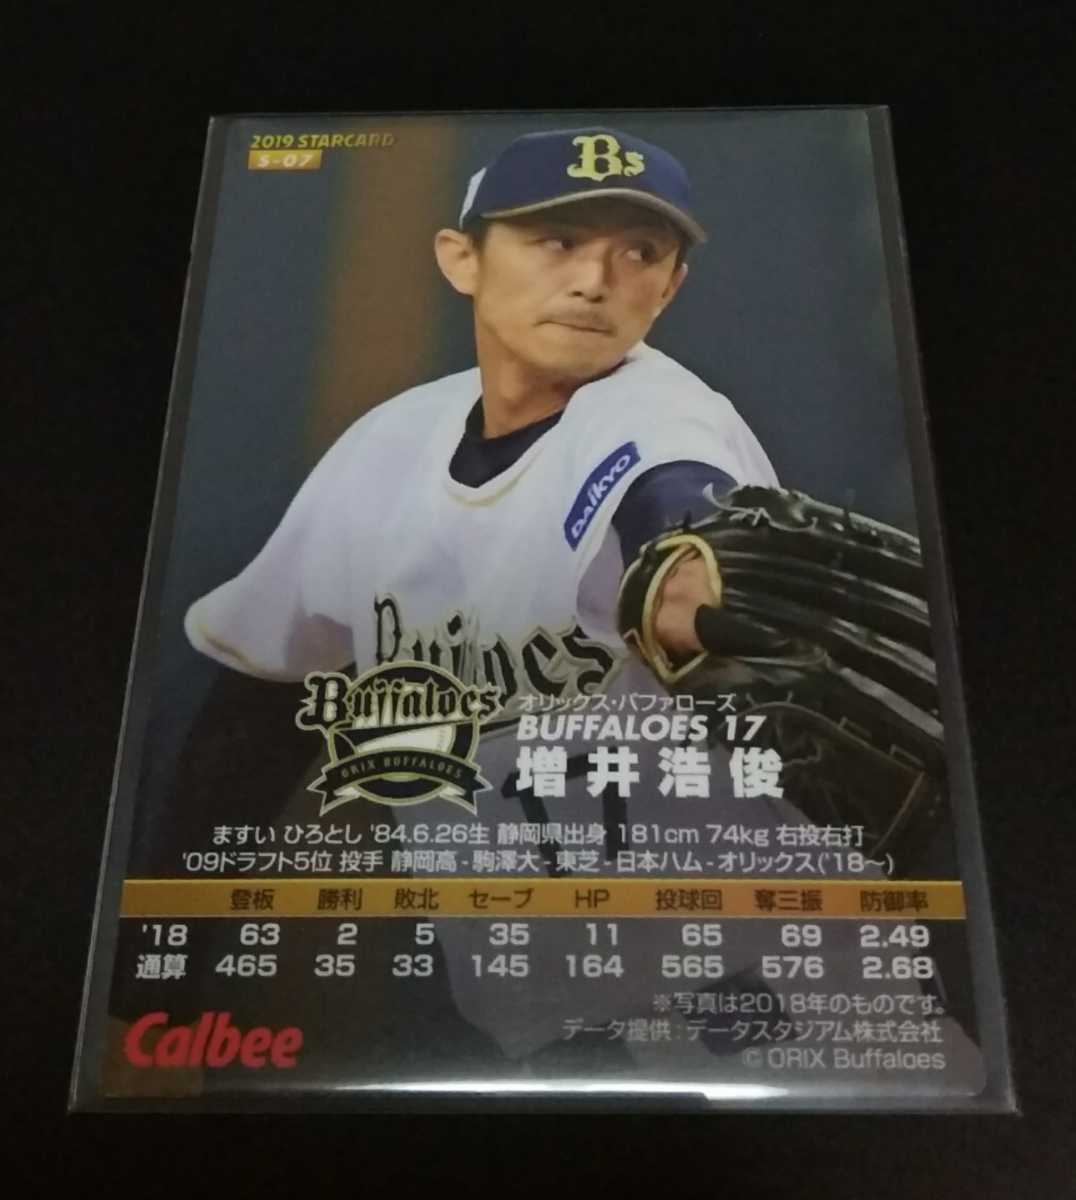 2019 STARCARD
S-07
Bs
DAIKYO
Buffaloes
Buffaloes
ORIX BUFFALOES
オリックス・バファローズ
BUFFALOES 17
増井浩俊
ますい ひろとし '84.6.26生 静岡県出身 181cm 74kg 右投右打
'09ドラフト5位 投手 静岡高-駒澤大-東芝-日本ハム-オリックス('18〜)
登板 勝利 敗北 セーブ HP 投球回 奪三振 防御率
'18 63 2 5 35 11 65 69 2.49
通算 465 35 33 145 164 565 576 2.68
※写真は2018年のものです。
データ提供:データスタジアム株式会社
© ORIX Buffaloes
Calbee